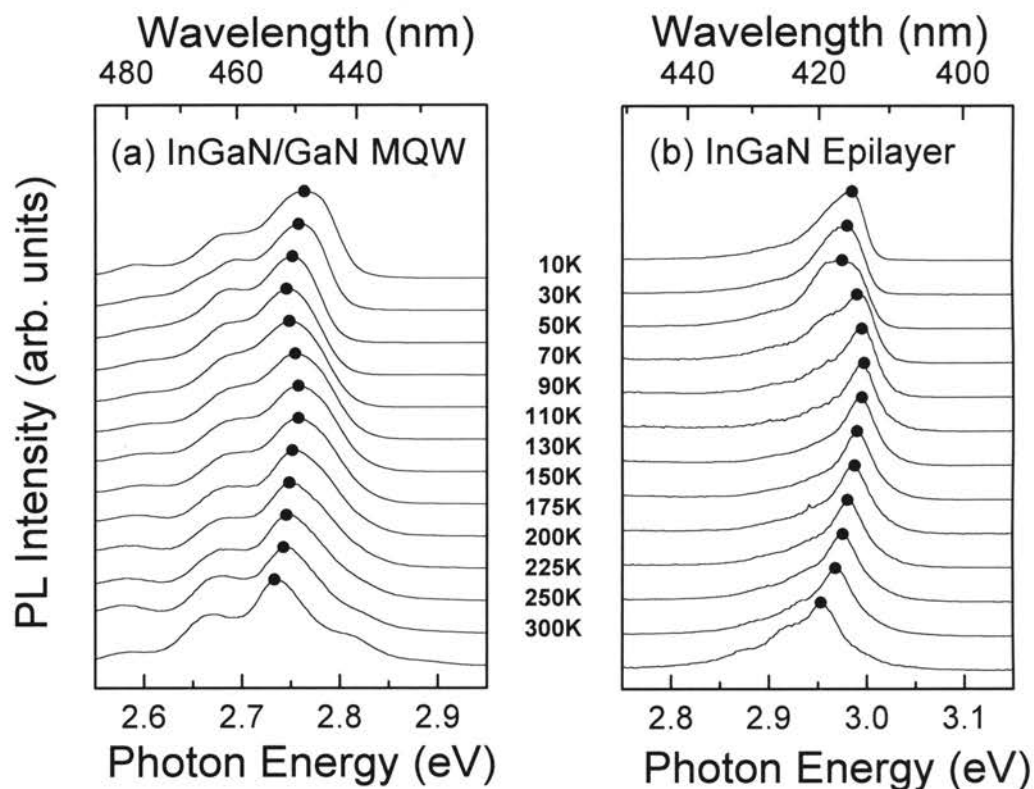 Wavelength (nm)
480 460 440
(a) InGaN/GaN MQW
PL Intensity (arb. units)
2.6 2.7 2.8 2.9
Photon Energy (eV)
10K
30K
50K
70K
90K
110K
130K
150K
175K
200K
225K
250K
300K
Wavelength (nm)
440 420 400
(b) InGaN Epilayer
2.8 2.9 3.0 3.1
Photon Energy (eV)